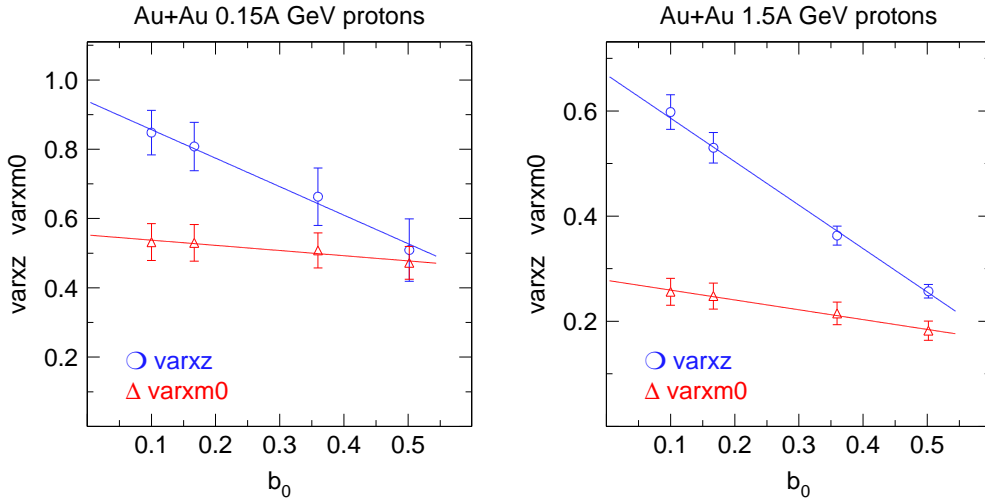 Au+Au 0.15A GeV protons
varxz varxm0
1.0
0.8
0.6
0.4
0.2
varxz
Δ varxm0
0.1 0.2 0.3 0.4 0.5
b0
Au+Au 1.5A GeV protons
varxz varxm0
0.6
0.4
0.2
varxz
Δ varxm0
0.1 0.2 0.3 0.4 0.5
b0